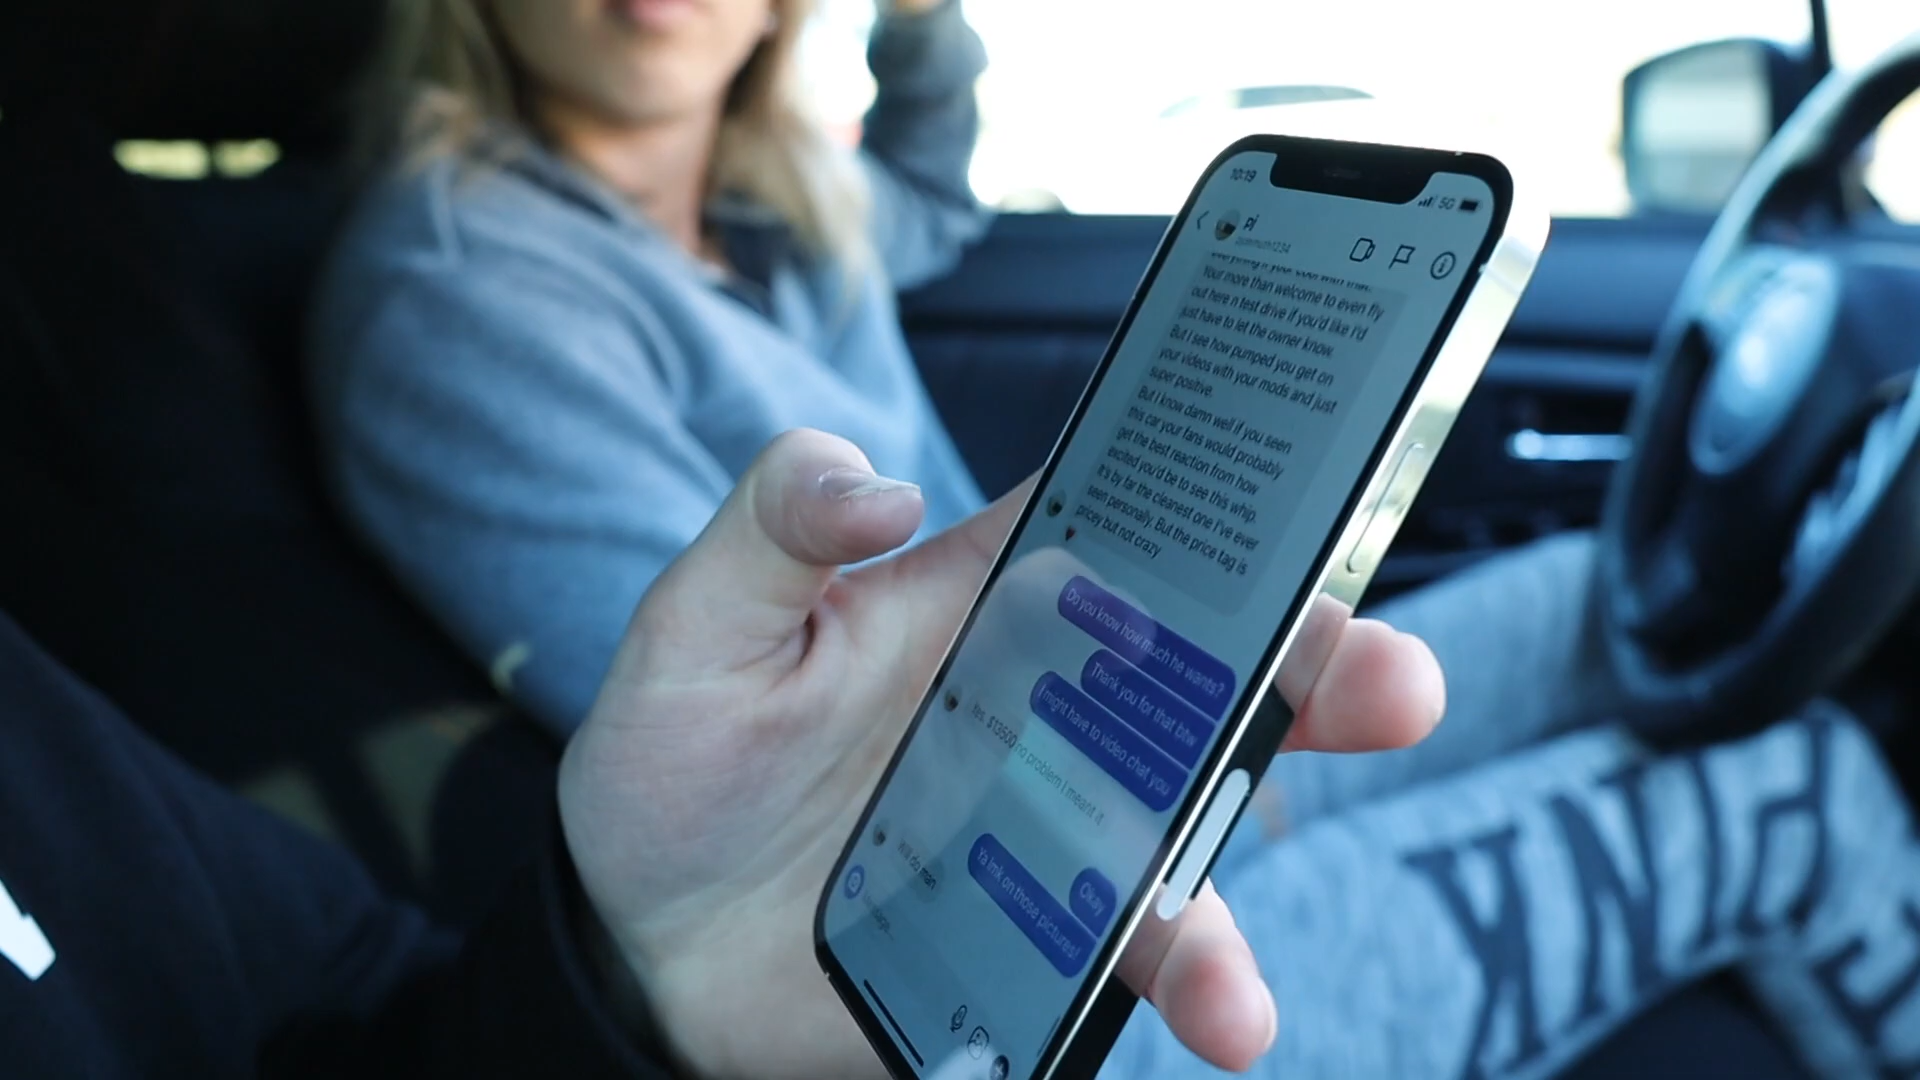 10:19
5G
pi
Your more than welcome to even fly
out here n test drive if you'd like I'd
just have to let the owner know.
But I see how pumped you get on
your videos with your mods and just
super positive.
But I know damn well if you seen
this car your fans would probably
get the best reaction from how
excited you'd be to see this whip.
It's by far the cleanest one I've ever
seen personally. But the price tag is
pricey but not crazy
Do you know how much he wants?
Thank you for that btw
I might have to video chat you
Yes. $13500 no problem I meant it
Okay
Ya lmk on those pictures!
Will do man
Message...
PINK